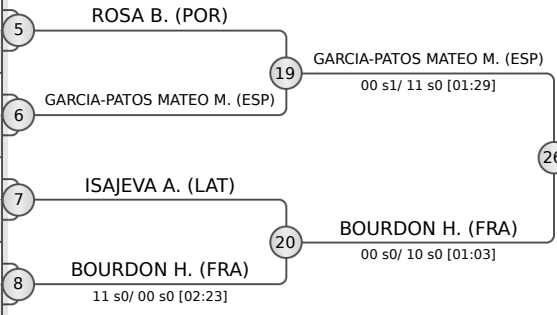 ROSA B. (POR)
5
GARCIA-PATOS MATEO M. (ESP)
19
00 s1/ 11 s0 [01:29]
GARCIA-PATOS MATEO M. (ESP)
6
26
ISAJEVA A. (LAT)
7
BOURDON H. (FRA)
20
00 s0/ 10 s0 [01:03]
BOURDON H. (FRA)
8
11 s0/ 00 s0 [02:23]